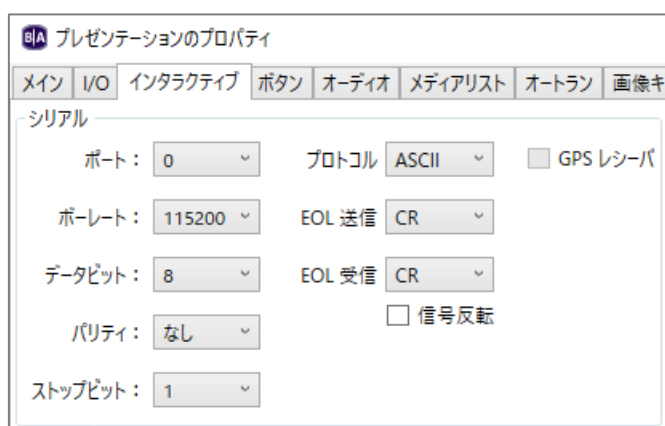 B|A プレゼンテーションのプロパティ
メイン I/O インタラクティブ ボタン オーディオ メディアリスト オートラン 画像キ
シリアル
ポート： 0 プロトコル ASCII GPS レシーバ
ボーレート： 115200 EOL 送信 CR
データビット： 8 EOL 受信 CR
信号反転
パリティ： なし
ストップビット： 1